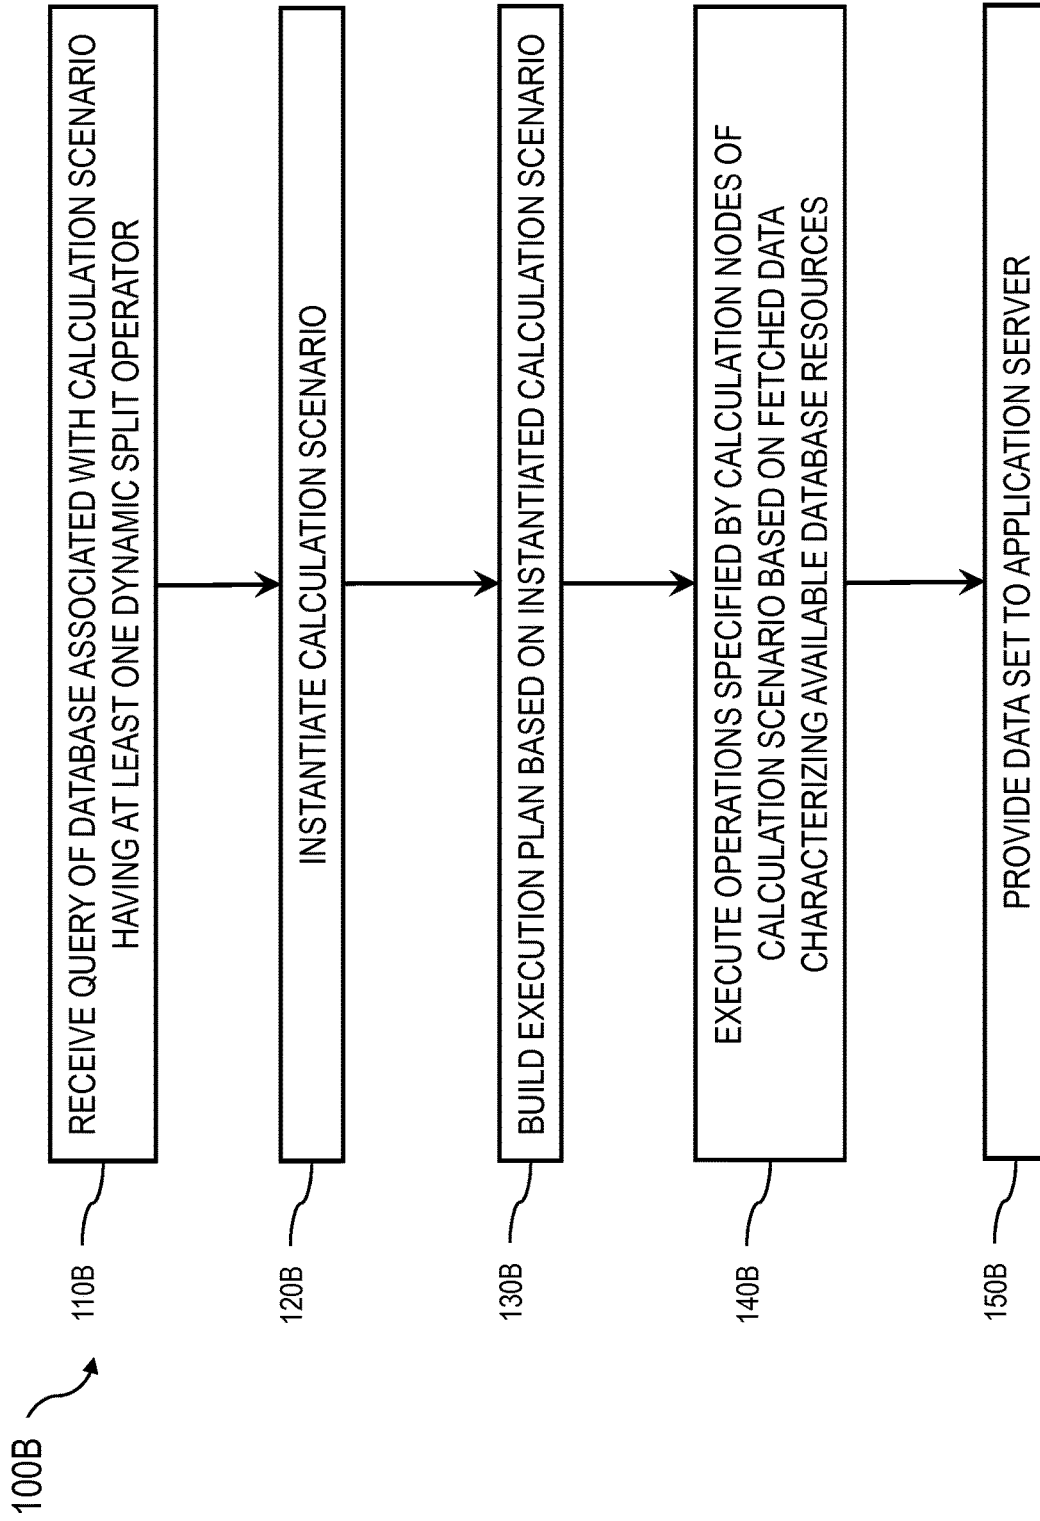 100B
110B
RECEIVE QUERY OF DATABASE ASSOCIATED WITH CALCULATION SCENARIO
HAVING AT LEAST ONE DYNAMIC SPLIT OPERATOR
120B
INSTANTIATE CALCULATION SCENARIO
130B
BUILD EXECUTION PLAN BASED ON INSTANTIATED CALCULATION SCENARIO
140B
EXECUTE OPERATIONS SPECIFIED BY CALCULATION NODES OF
CALCULATION SCENARIO BASED ON FETCHED DATA
CHARACTERIZING AVAILABLE DATABASE RESOURCES
150B
PROVIDE DATA SET TO APPLICATION SERVER